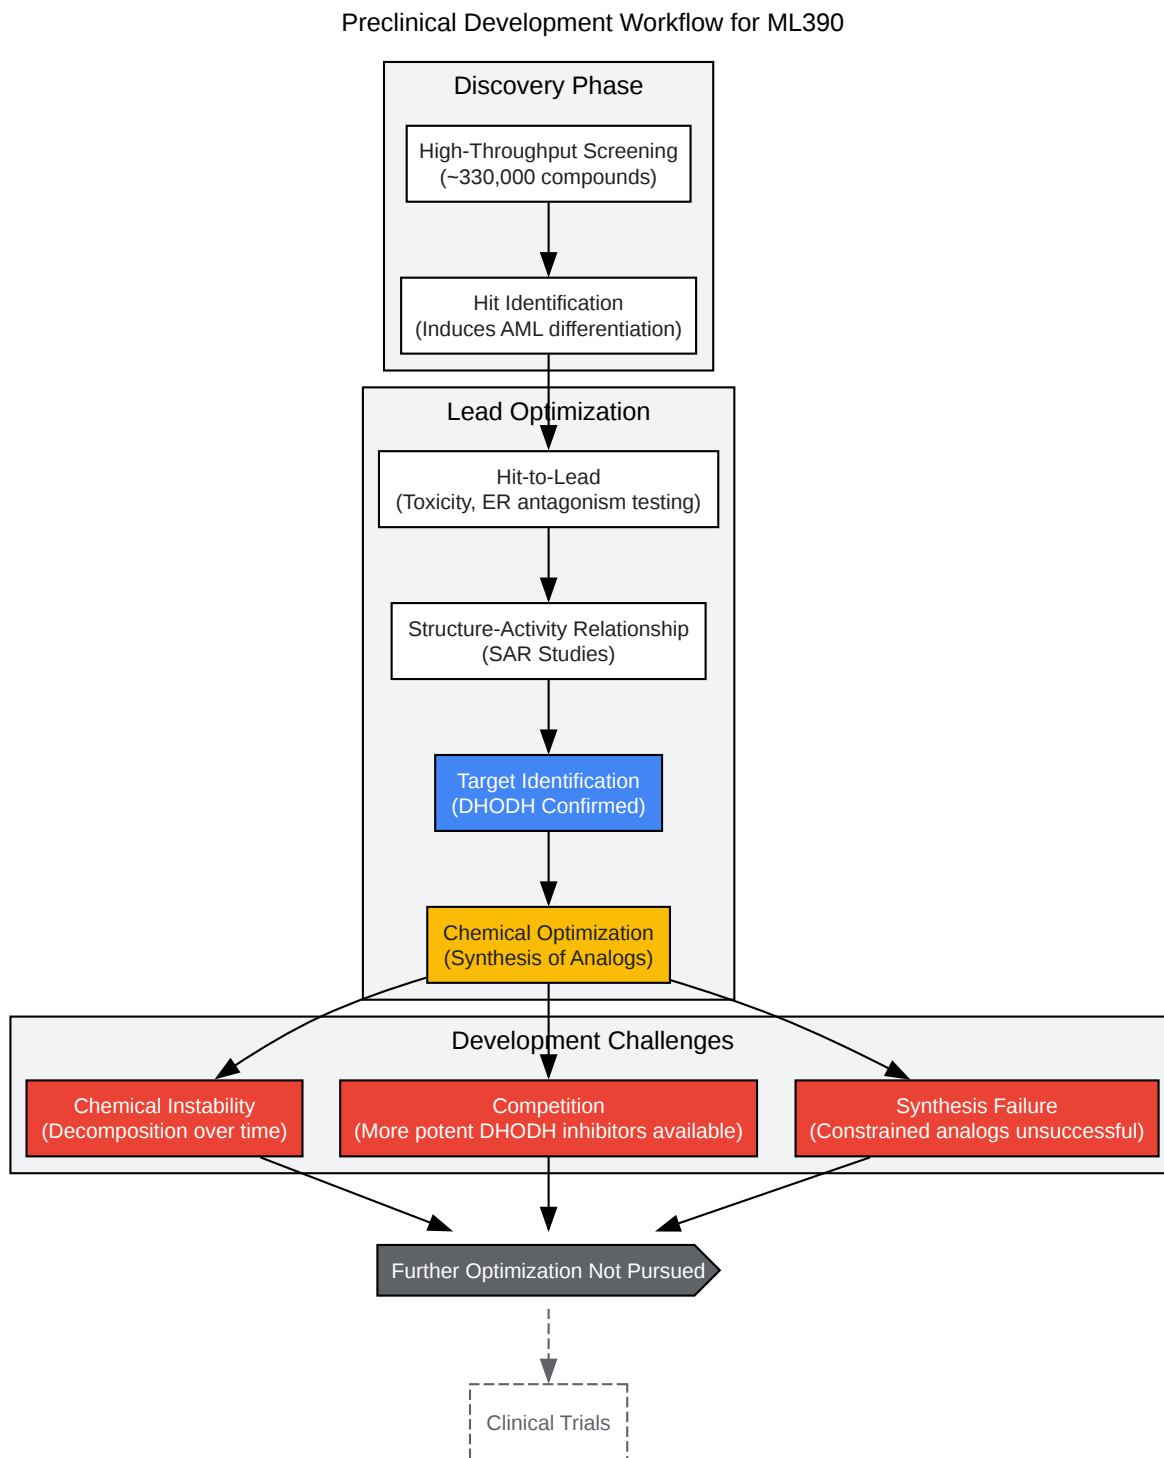 Preclinical Development Workflow for ML390
Discovery Phase
High-Throughput Screening
(~330,000 compounds)
Hit Identification
(Induces AML differentiation)
Lead Optimization
Hit-to-Lead
(Toxicity, ER antagonism testing)
Structure-Activity Relationship
(SAR Studies)
Target Identification
(DHODH Confirmed)
Chemical Optimization
(Synthesis of Analogs)
Development Challenges
Chemical Instability
(Decomposition over time)
Competition
(More potent DHODH inhibitors available)
Synthesis Failure
(Constrained analogs unsuccessful)
Further Optimization Not Pursued
Clinical Trials